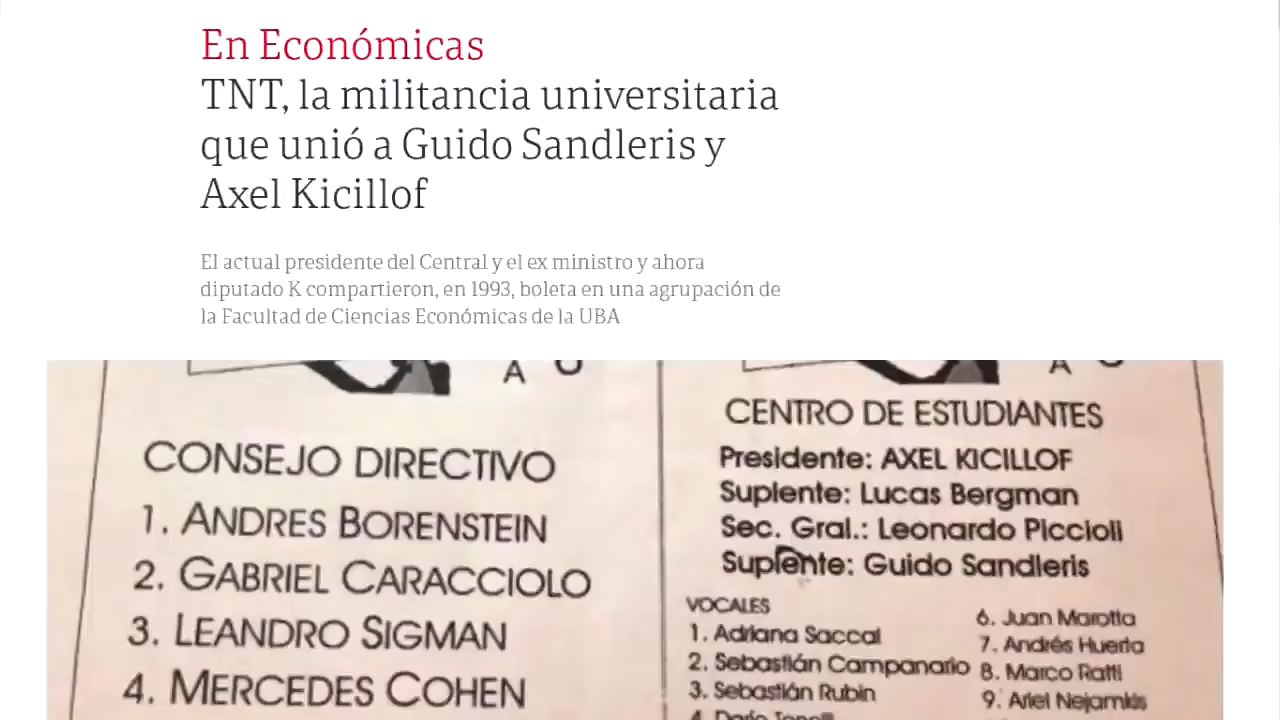 En Económicas
TNT, la militancia universitaria
que unió a Guido Sandleris y
Axel Kicillof
El actual presidente del Central y el ex ministro y ahora
diputado K compartieron, en 1993, boleta en una agrupación de
la Facultad de Ciencias Económicas de la UBA
A U
CONSEJO DIRECTIVO
1. ANDRES BORENSTEIN
2. GABRIEL CARACCIOLO
3. LEANDRO SIGMAN
4. MERCEDES COHEN
A U
CENTRO DE ESTUDIANTES
Presidente: AXEL KICILLOF
Suplente: Lucas Bergman
Sec. Gral.: Leonardo Piccioli
Suplente: Guido Sandleris
VOCALES
1. Adriana Saccal
2. Sebastián Campanario
3. Sebastián Rubin
4. Darío
6. Juan Marotta
7. Andrés Huerta
8. Marco Ratti
9. Ariel Nejamkis